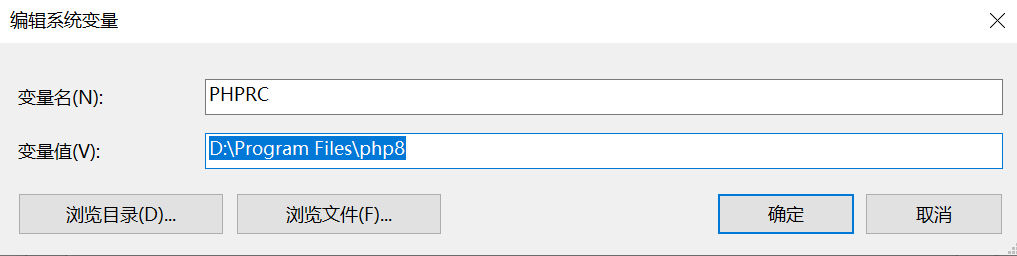 编辑系统变量
变量名(N):
PHPRC
变量值(V):
D:\Program Files\php8
浏览目录(D)...
浏览文件(F)...
确定
取消